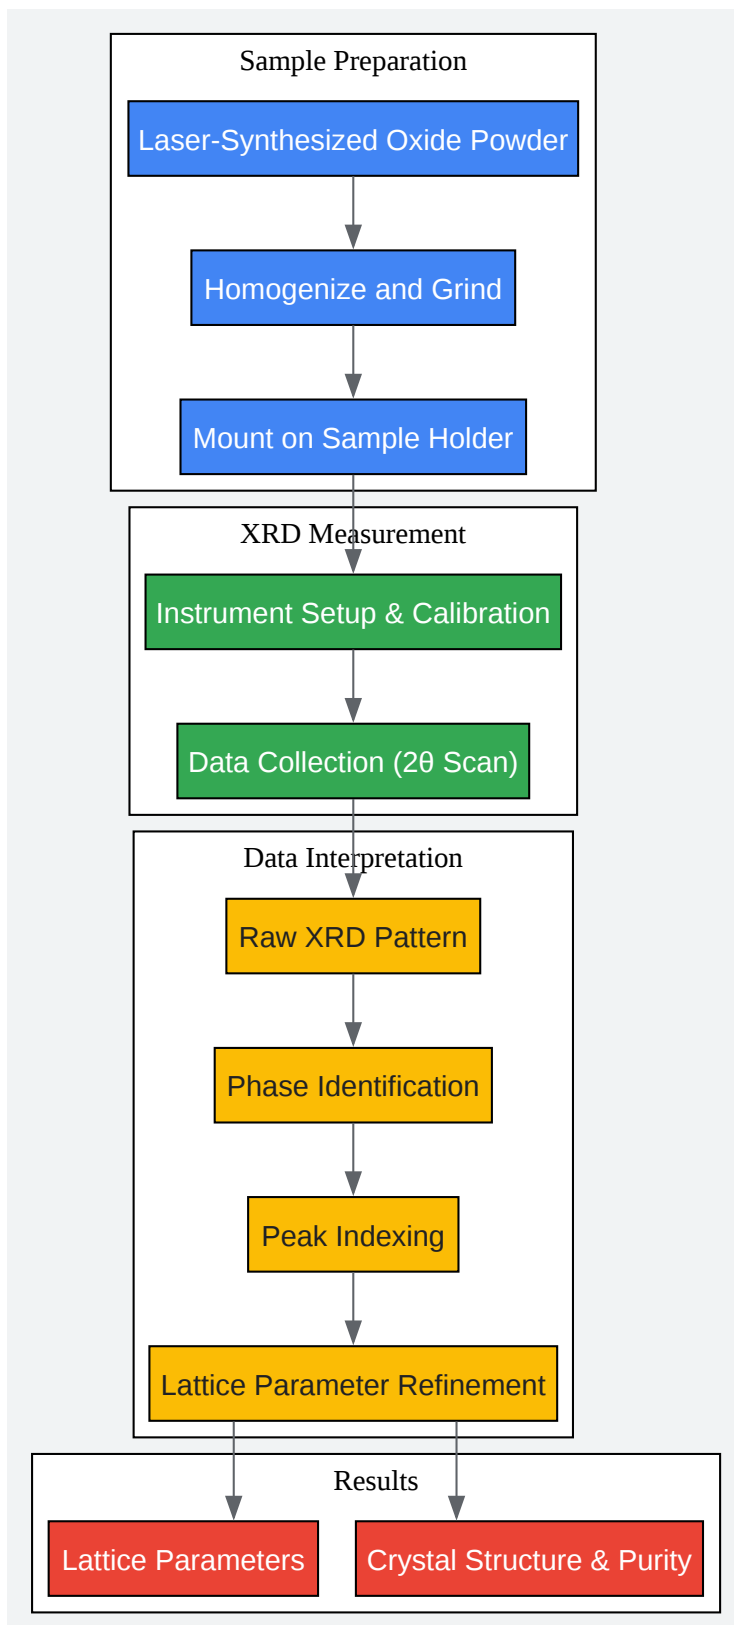 Sample Preparation
Laser-Synthesized Oxide Powder
Homogenize and Grind
Mount on Sample Holder
XRD Measurement
Instrument Setup & Calibration
Data Collection (2θ Scan)
Data Interpretation
Raw XRD Pattern
Phase Identification
Peak Indexing
Lattice Parameter Refinement
Results
Lattice Parameters
Crystal Structure & Purity